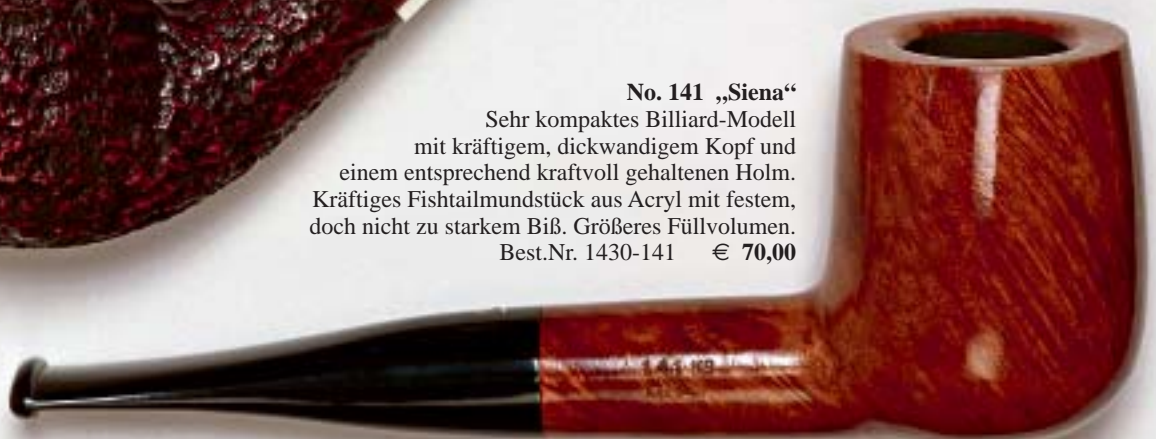 No. 141 „Siena“
Sehr kompaktes Billiard-Modell
mit kräftigem, dickwandigem Kopf und
einem entsprechend kraftvoll gehaltenen Holm.
Kräftiges Fishtailmundstück aus Acryl mit festem,
doch nicht zu starkem Biß. Größeres Füllvolumen.
Best.Nr. 1430-141 € 70,00